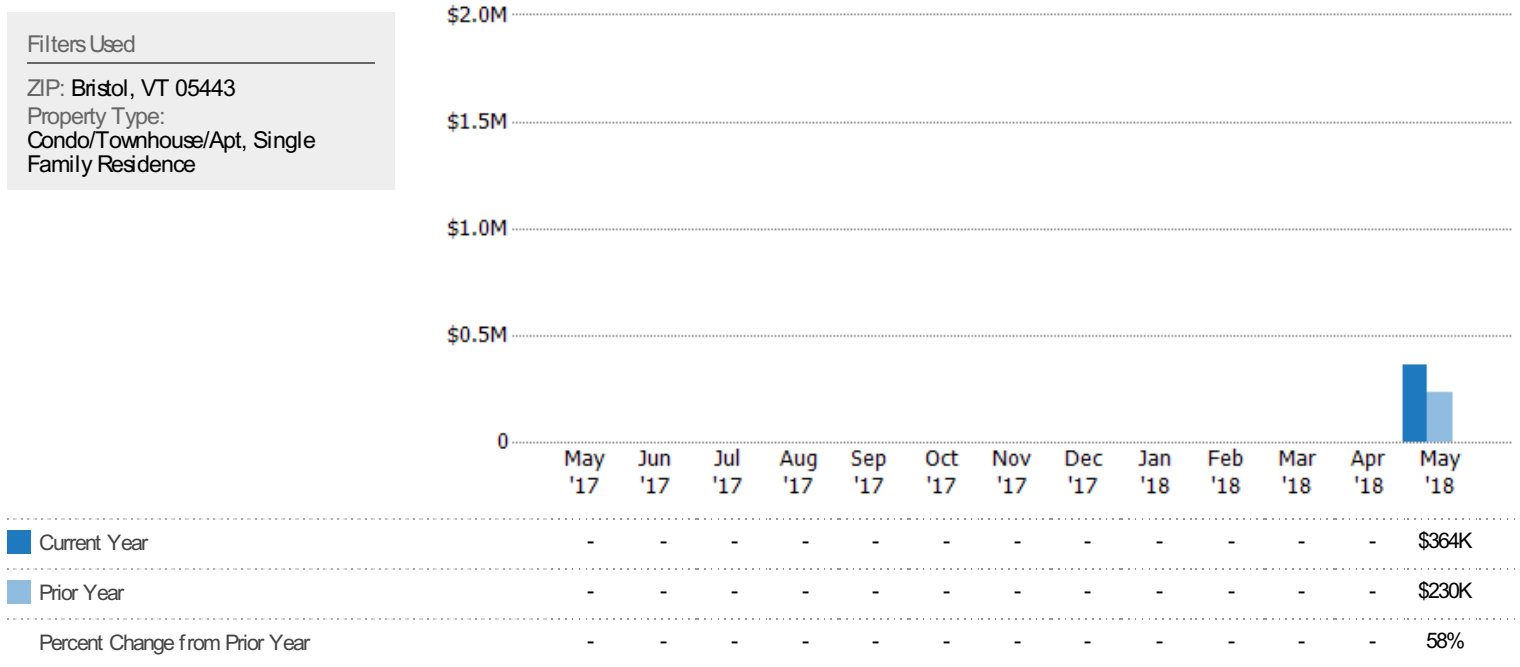 Filters Used
ZIP: Bristol, VT 05443
Property Type:
Condo/Townhouse/Apt, Single
Family Residence
$2.0M
$1.5M
$1.0M
$0.5M
0
May Jun Jul Aug Sep Oct Nov Dec Jan Feb Mar Apr May
'17 '17 '17 '17 '17 '17 '17 '17 '18 '18 '18 '18 '18
Current Year - - - - - - - - - - - - $364K
Prior Year - - - - - - - - - - - - $230K
Percent Change from Prior Year - - - - - - - - - - - - 58%